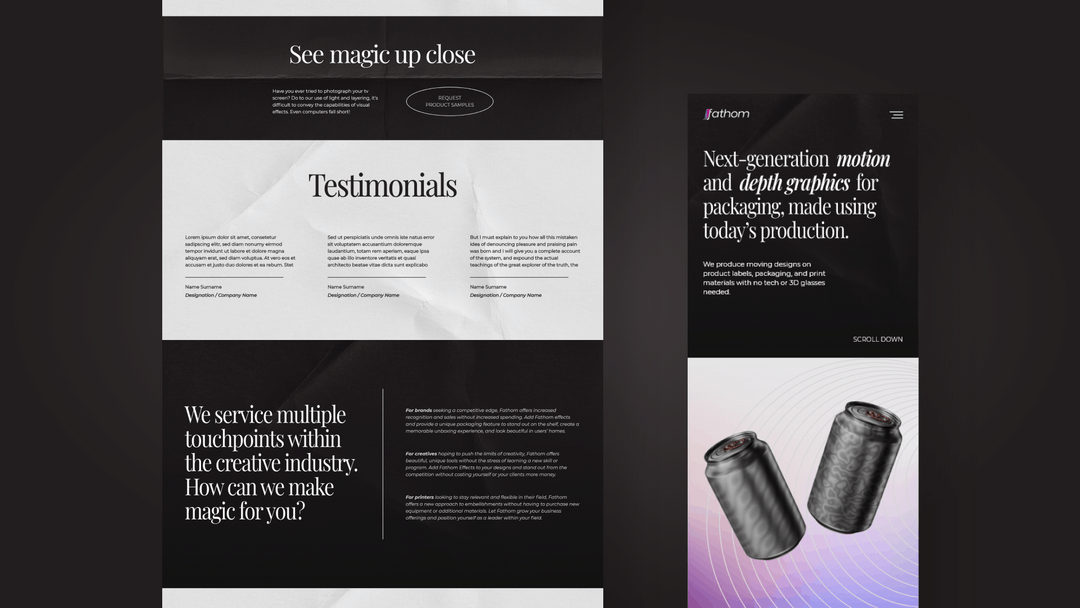 See magic up close
Have you ever tried to photograph your tv
screen? Do to our use of light and layering, it's
difficult to convey the capabilities of visual
effects. Even computers fall short!
REQUEST
PRODUCT SAMPLES
Testimonials
Lorem ipsum dolor sit amet, consetetur
sadipscing elitr, sed diam nonumy eirmod
tempor invidunt ut labore et dolore magna
aliquyam erat, sed diam voluptua. At vero eos et
accusam et justo duo dolores et ea rebum. Stet
Name Surname
Designation / Company Name
Sed ut perspiciatis unde omnis iste natus error
sit voluptatem accusantium doloremque
laudantium, totam rem aperiam, eaque ipsa
quae ab illo inventore veritatis et quasi
architecto beatae vitae dicta sunt explicabo
Name Surname
Designation / Company Name
But I must explain to you how all this mistaken
idea of denouncing pleasure and praising pain
was born and I will give you a complete account
of the system, and expound the actual
teachings of the great explorer of the truth, the
Name Surname
Designation / Company Name
We service multiple
touchpoints within
the creative industry.
How can we make
magic for you?
For brands seeking a competitive edge, Fathom offers increased
recognition and sales without increased spending. Add Fathom effects
and provide a unique packaging feature to stand out on the shelf, create a
memorable unboxing experience, and look beautiful in users' homes.
For creatives hoping to push the limits of creativity, Fathom offers
beautiful, unique tools without the stress of learning a new skill or
program. Add Fathom Effects to your designs and stand out from the
competition without costing yourself or your clients more money.
For printers looking to stay relevant and flexible in their field, Fathom
offers a new approach to embellishments without having to purchase new
equipment or additional materials. Let Fathom grow your business
offerings and position yourself as a leader within your field.
fathom
Next-generation motion
and depth graphics for
packaging, made using
today's production.
We produce moving designs on
product labels, packaging, and print
materials with no tech or 3D glasses
needed.
SCROLL DOWN